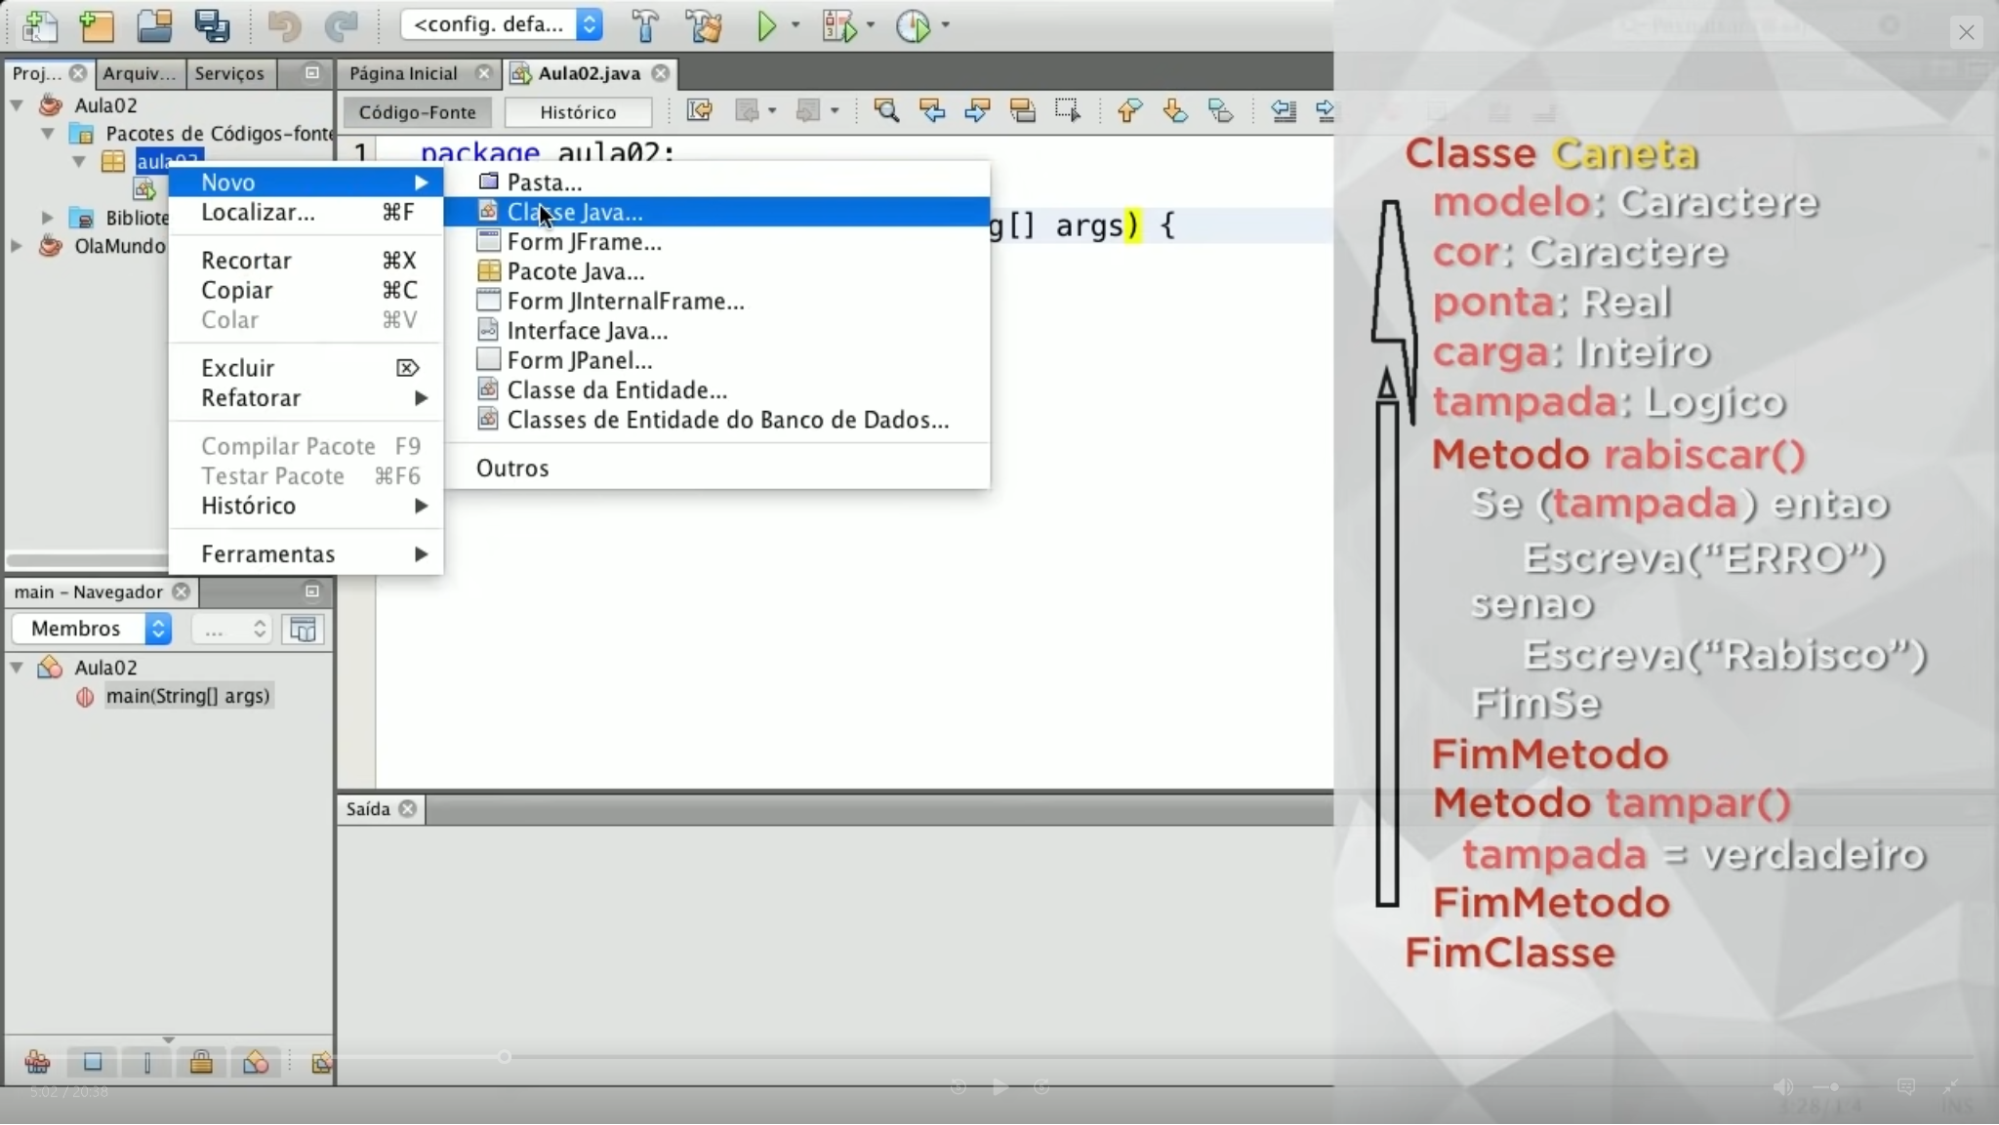 <config. defa...
Proj...
Arquiv...
Serviços
Página Inicial
Aula02.java
Código-Fonte
Histórico
Aula02
Pacotes de Códigos-fonte
aula02
Bibliote
OlaMundo
1
package aula02;
g[] args) {
Novo
Localizar... ⌘F
Recortar ⌘X
Copiar ⌘C
Colar ⌘V
Excluir
Refatorar
Compilar Pacote F9
Testar Pacote ⌘F6
Histórico
Ferramentas
Pasta...
Classe Java...
Form JFrame...
Pacote Java...
Form JInternalFrame...
Interface Java...
Form JPanel...
Classe da Entidade...
Classes de Entidade do Banco de Dados...
Outros
main - Navegador
Membros
...
Aula02
main(String[] args)
Saída
Classe Caneta
modelo: Caractere
cor: Caractere
ponta: Real
carga: Inteiro
tampada: Logico
Metodo rabiscar()
Se (tampada) entao
Escreva(“ERRO”)
senao
Escreva(“Rabisco”)
FimSe
FimMetodo
Metodo tampar()
tampada = verdadeiro
FimMetodo
FimClasse
5:02 / 20:38
INS